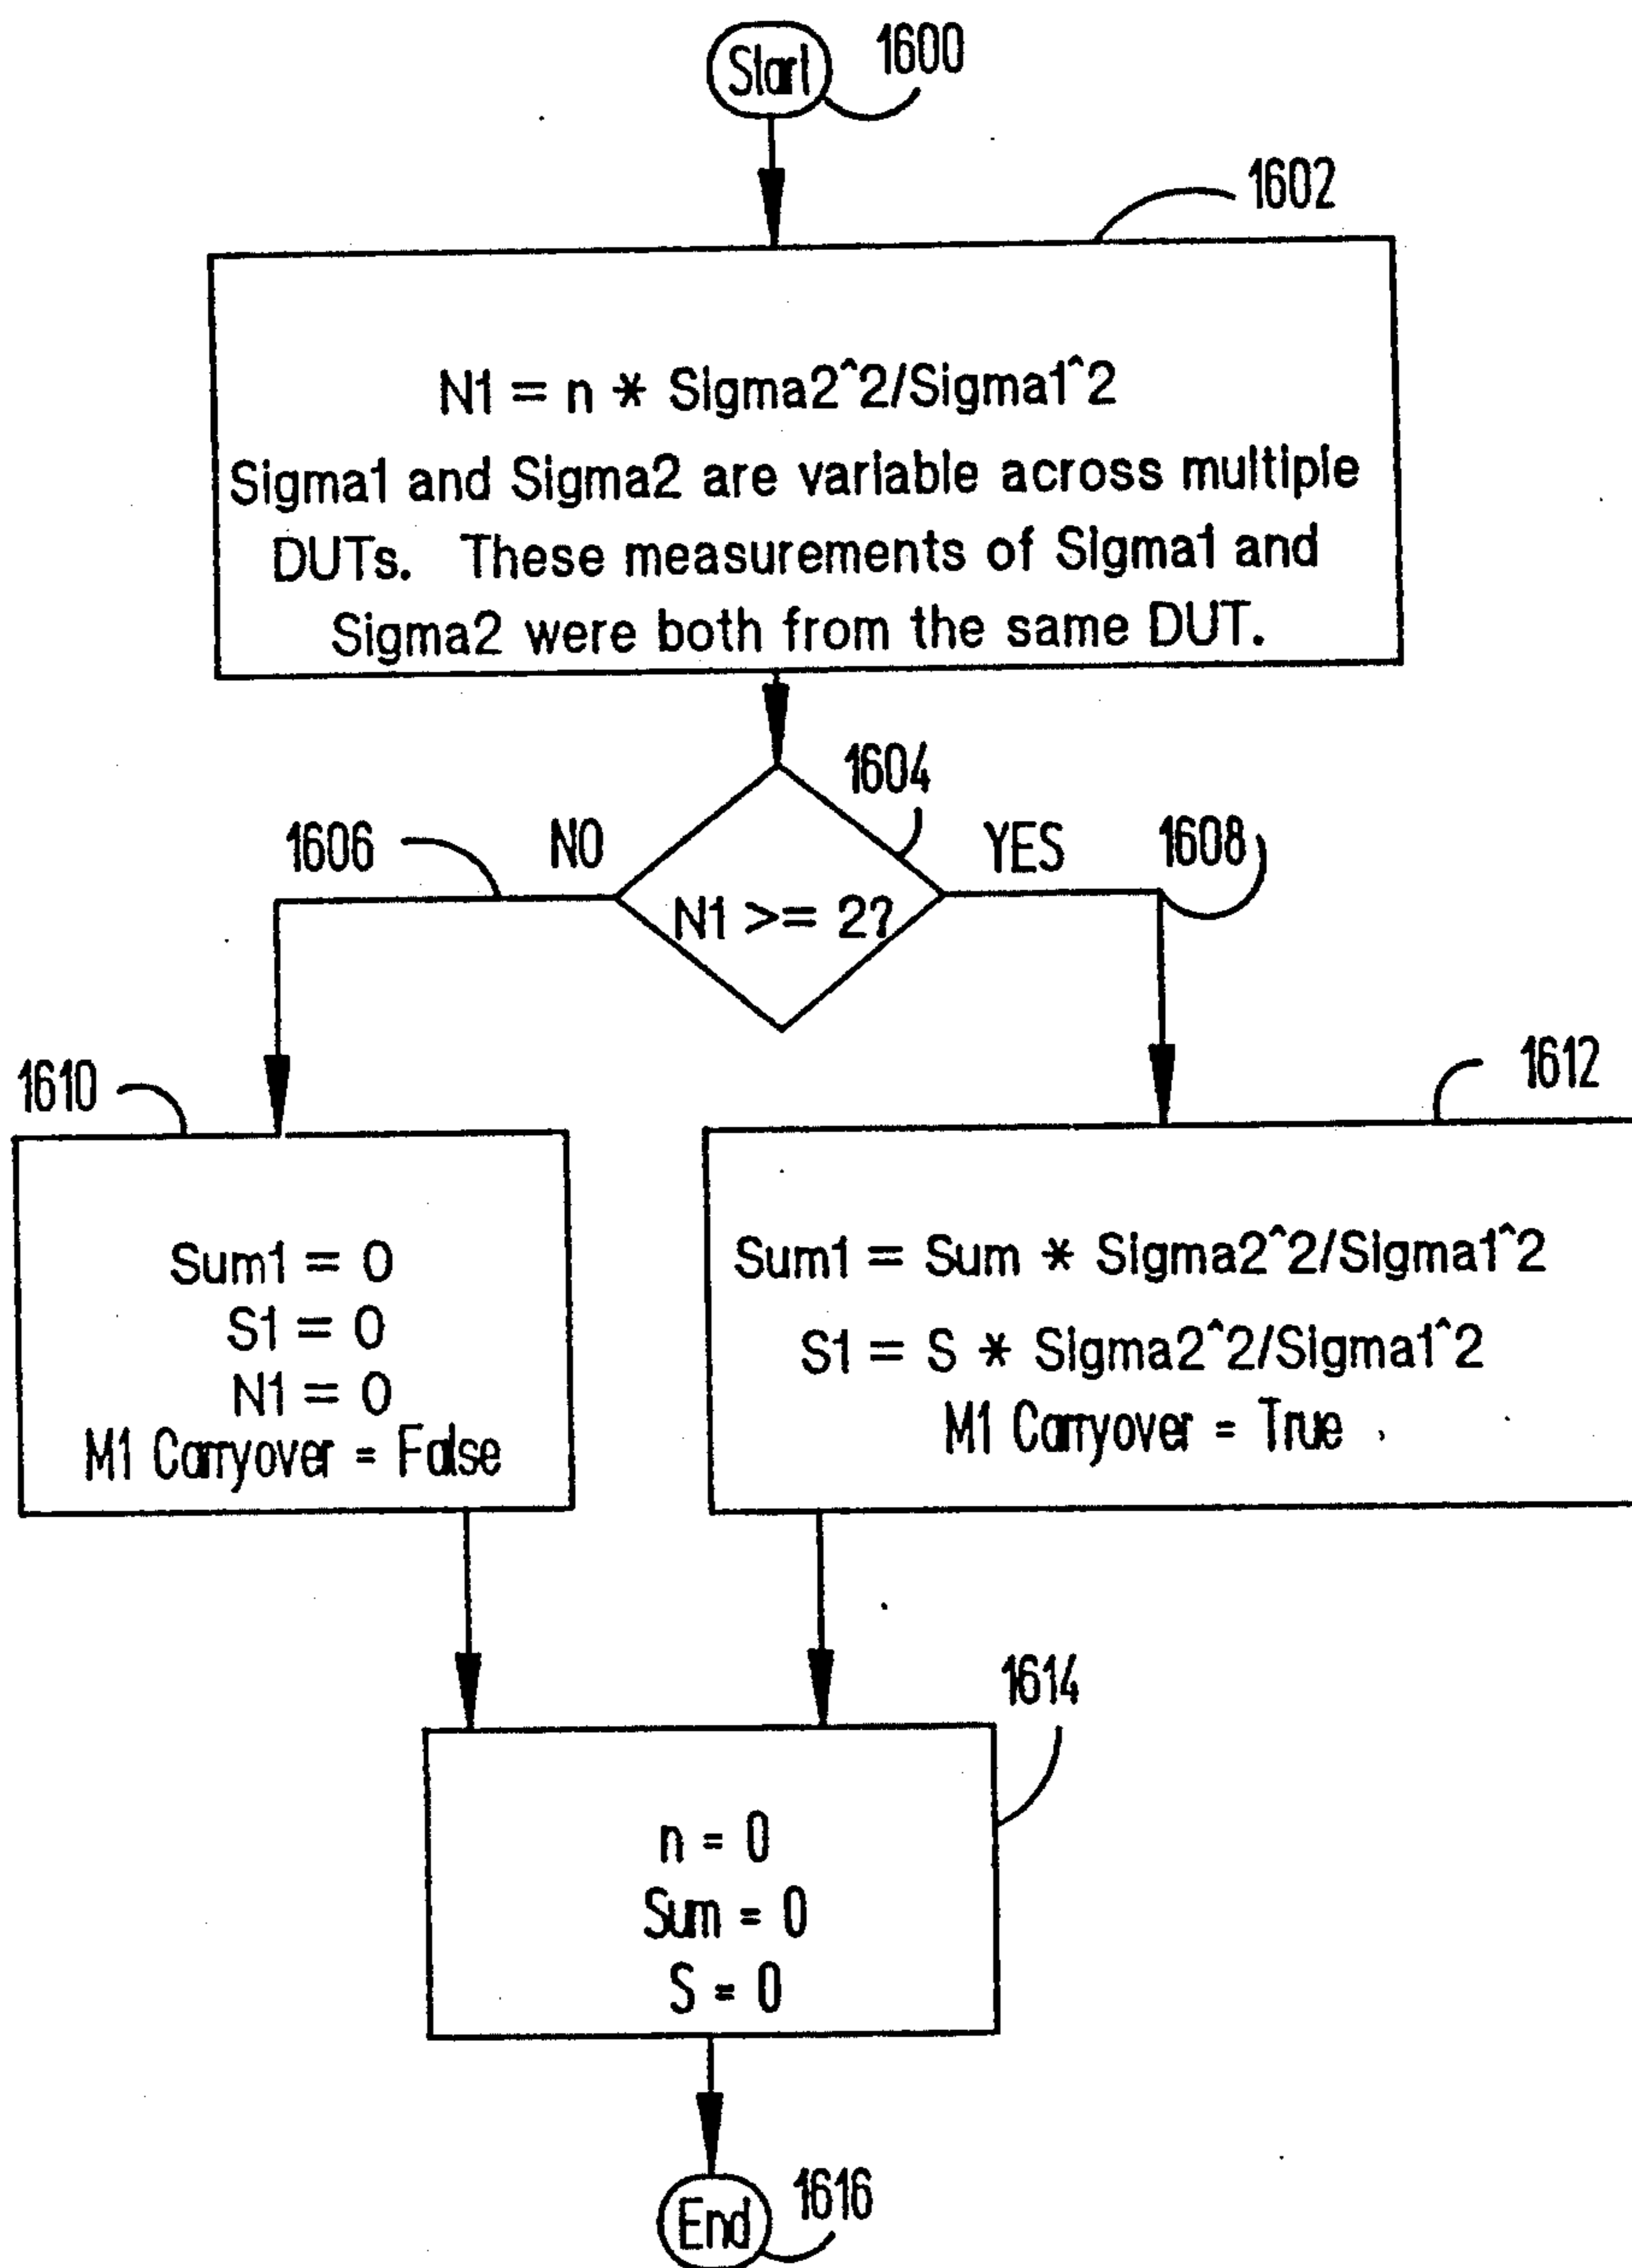 Start
1600
1602
N1 = n * Sigma2^2/Sigma1^2
Sigma1 and Sigma2 are variable across multiple
DUTs. These measurements of Sigma1 and
Sigma2 were both from the same DUT.
1604
1606
NO
YES
1608
N1 >= 2?
1610
1612
Sum1 = 0
S1 = 0
N1 = 0
M1 Carryover = False
Sum1 = Sum * Sigma2^2/Sigma1^2
S1 = S * Sigma2^2/Sigma1^2
M1 Carryover = True
1614
n = 0
Sum = 0
S = 0
End
1616